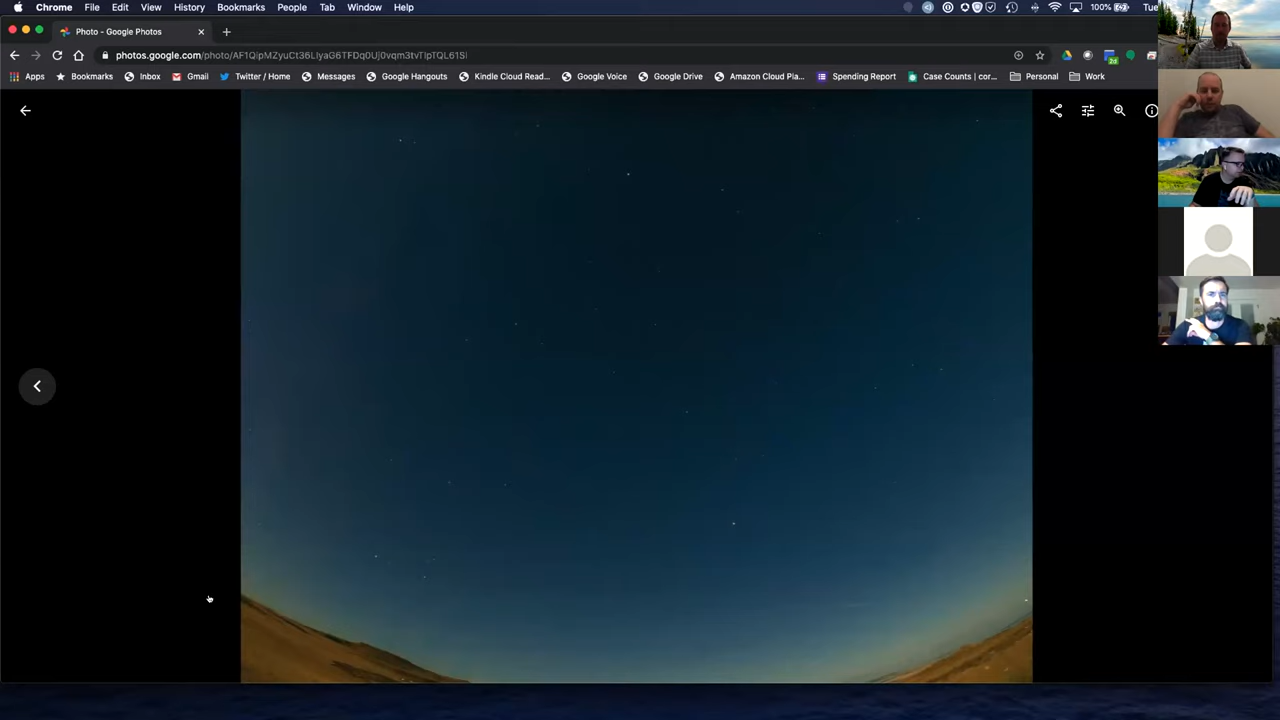 Chrome File Edit View History Bookmarks People Tab Window Help 100% Tue
Photo - Google Photos
photos.google.com/photo/
Apps Bookmarks Inbox Gmail Twitter / Home Messages Google Hangouts Kindle Cloud Read... Google Voice Google Drive Amazon Cloud Pla... Spending Report Case Counts | cor... Personal Work
2d